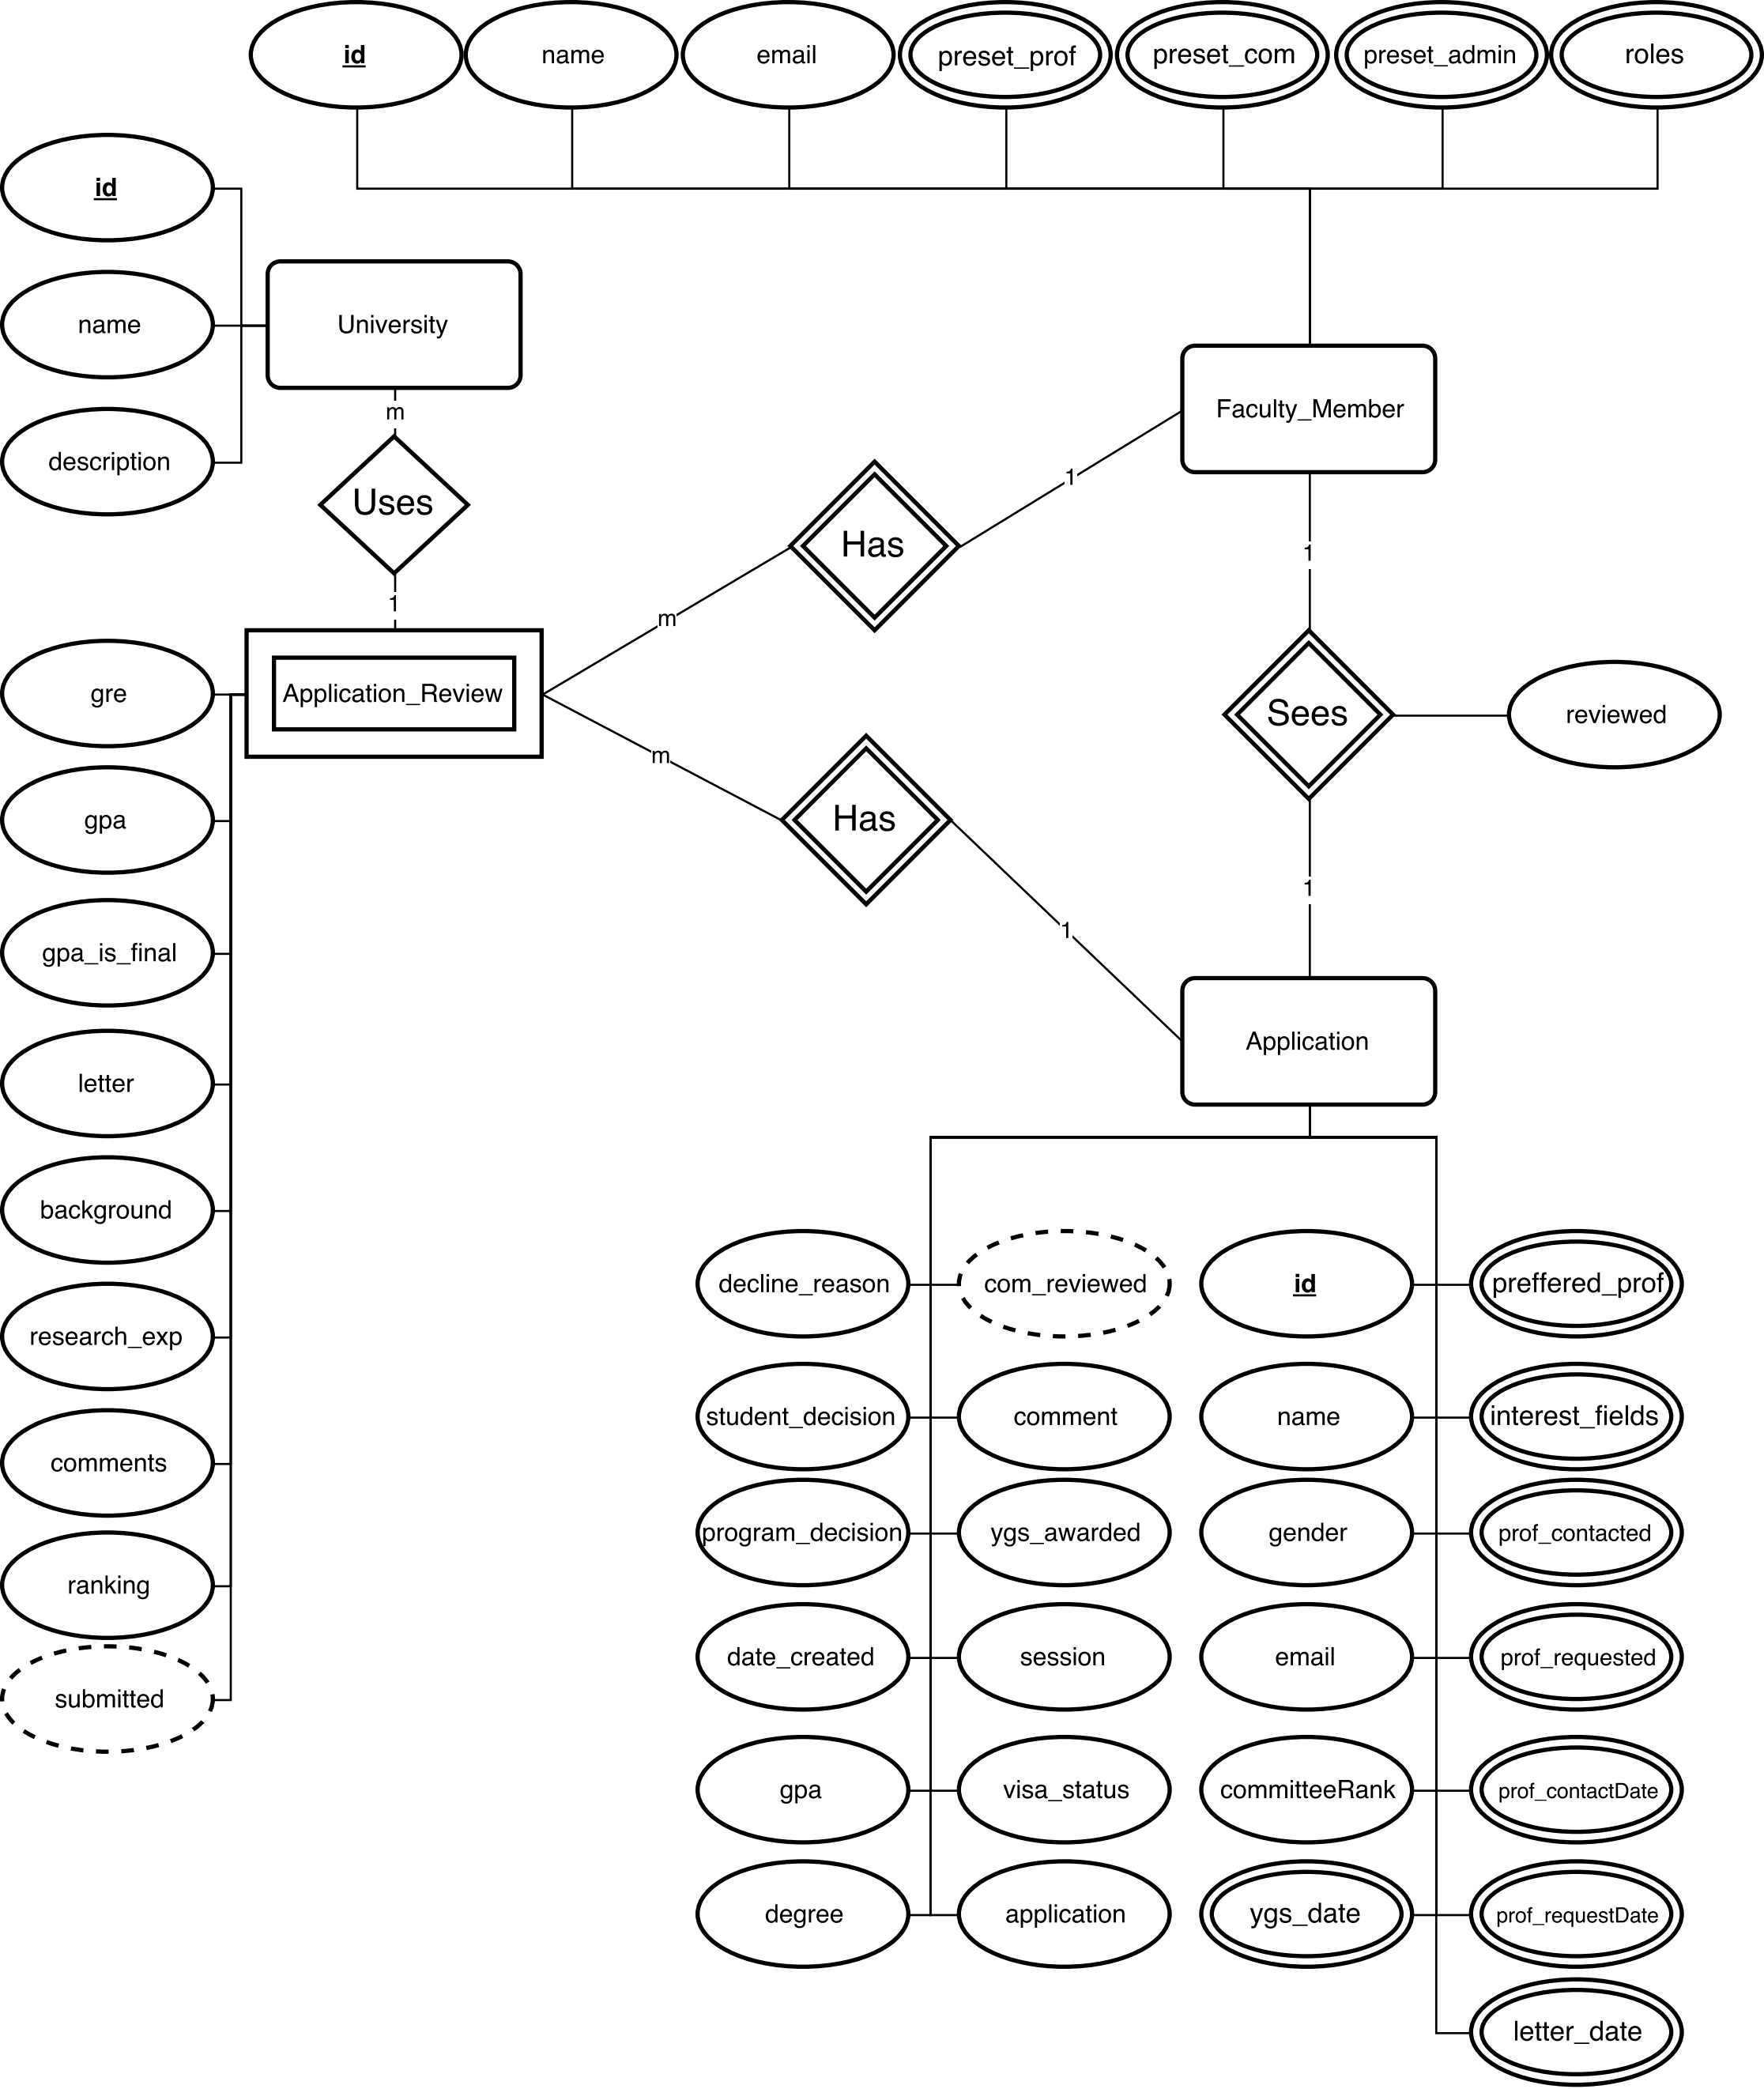 id
name
email
preset_prof
preset_com
preset_admin
roles
id
name
description
University
m
Uses
1
Faculty_Member
1
Has
m
1
Application_Review
gre
gpa
gpa_is_final
letter
background
research_exp
comments
ranking
submitted
m
Has
1
Sees
reviewed
1
Application
decline_reason
com_reviewed
id
preffered_prof
student_decision
comment
name
interest_fields
program_decision
ygs_awarded
gender
prof_contacted
date_created
session
email
prof_requested
gpa
visa_status
committeeRank
prof_contactDate
degree
application
ygs_date
prof_requestDate
letter_date